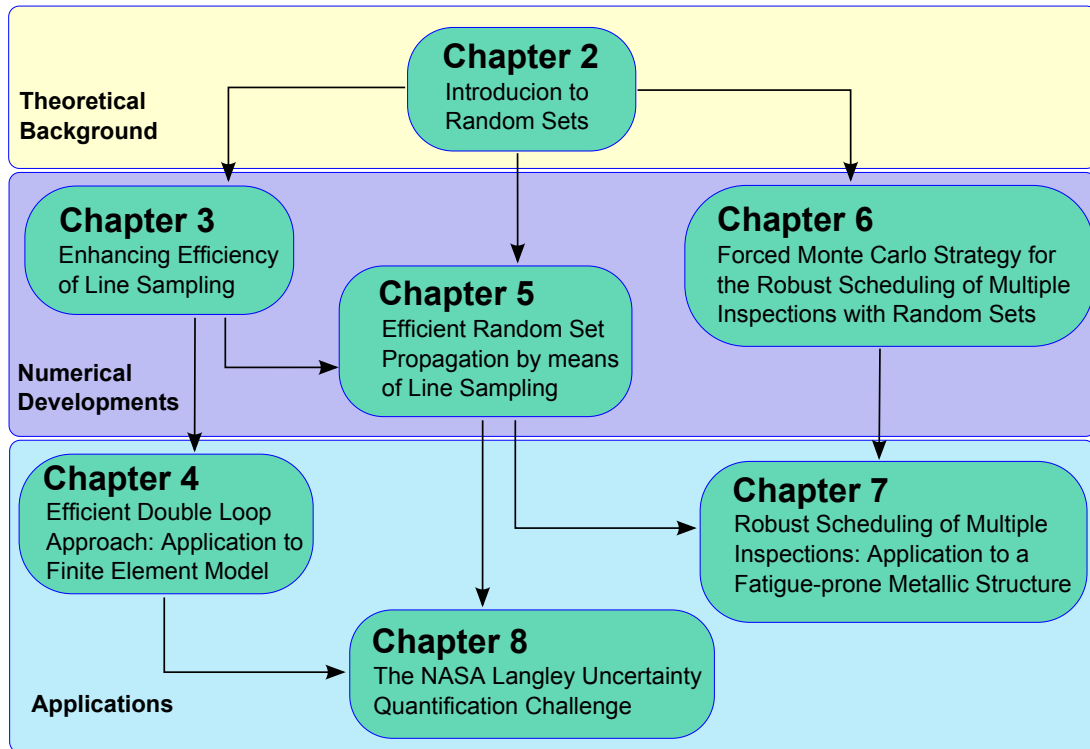 Chapter 2
Introducion to
Random Sets
Theoretical
Background
Chapter 3
Enhancing Efficiency
of Line Sampling
Chapter 5
Efficient Random Set
Propagation by means
of Line Sampling
Chapter 6
Forced Monte Carlo Strategy for
the Robust Scheduling of Multiple
Inspections with Random Sets
Numerical
Developments
Chapter 4
Efficient Double Loop
Approach: Application to
Finite Element Model
Chapter 7
Robust Scheduling of Multiple
Inspections: Application to a
Fatigue-prone Metallic Structure
Chapter 8
The NASA Langley Uncertainty
Quantification Challenge
Applications